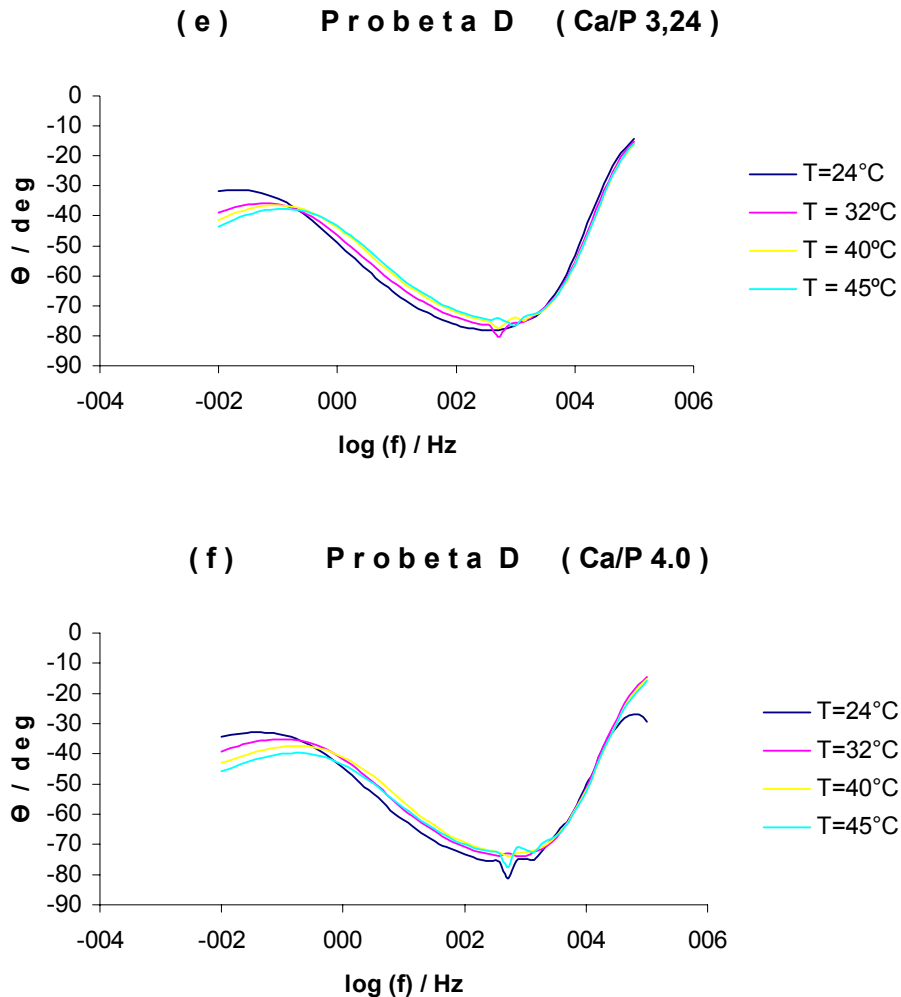 ( e ) P r o b e t a D ( Ca/P 3,24 )
0
-10
-20
-30
-40
-50
-60
-70
-80
-90
-004 -002 000 002 004 006
Θ / d e g
log (f) / Hz
T=24°C
T = 32ºC
T = 40ºC
T = 45ºC
( f ) P r o b e t a D ( Ca/P 4.0 )
0
-10
-20
-30
-40
-50
-60
-70
-80
-90
-004 -002 000 002 004 006
Θ / d e g
log (f) / Hz
T=24°C
T=32°C
T=40°C
T=45°C